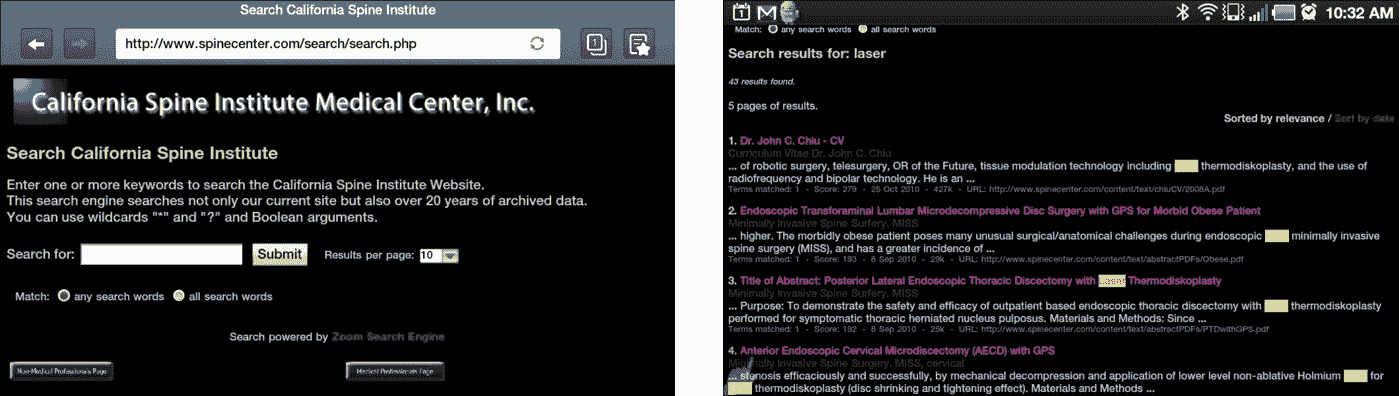 Search California Spine Institute
http://www.spinecenter.com/search/search.php
1
California Spine Institute Medical Center, Inc.
Search California Spine Institute
Enter one or more keywords to search the California Spine Institute Website.
This search engine searches not only our current site but also over 20 years of archived data.
You can use wildcards "*" and "?" and Boolean arguments.
Search for: Submit Results per page: 10
Match: any search words all search words
Search powered by Zoom Search Engine
Non-Medical Professionals Page Medical Professionals Page
1 10:32 AM
Match: any search words all search words
Search results for: laser
43 results found.
5 pages of results.
Sorted by relevance / Sort by date
1. Dr. John C. Chiu - CV
Curriculum Vitae Dr. John C. Chiu
... of robotic surgery, telesurgery, OR of the Future, tissue modulation technology including thermodiskoplasty, and the use of
radiofrequency and bipolar technology. He is an ...
Terms matched: 1 - Score: 279 - 25 Oct 2010 - 427k - URL: http://www.spinecenter.com/content/text/chiuCV/2008A.pdf
2. Endoscopic Transforaminal Lumbar Microdecompressive Disc Surgery with GPS for Morbid Obese Patient
Minimally Invasive Spine Surfery. MISS
... higher. The morbidly obese patient poses many unusual surgical/anatomical challenges during endoscopic minimally invasive
spine surgery (MISS), and has a greater incidence of ...
Terms matched: 1 - Score: 193 - 8 Sep 2010 - 29k - URL: http://www.spinecenter.com/content/text/abstractPDFs/Obese.pdf
3. Title of Abstract: Posterior Lateral Endoscopic Thoracic Discectomy with Laser Thermodiskoplasty
Minimally Invasive Spine Surfery. MISS
... Purpose: To demonstrate the safety and efficacy of outpatient based endoscopic thoracic discectomy with thermodiskoplasty
performed for symptomatic thoracic herniated nucleus pulposus. Materials and Methods: Since ...
Terms matched: 1 - Score: 192 - 8 Sep 2010 - 25k - URL: http://www.spinecenter.com/content/text/abstractPDFs/PTDwithGPS.pdf
4. Anterior Endoscopic Cervical Microdiscectomy (AECD) with GPS
Minimally Invasive Spine Surgery. MISS, cervical
... stenosis efficaciously and successfully, by mechanical decompression and application of lower level non-ablative Holmium for
thermodiskoplasty (disc shrinking and tightening effect). Materials and Methods ...